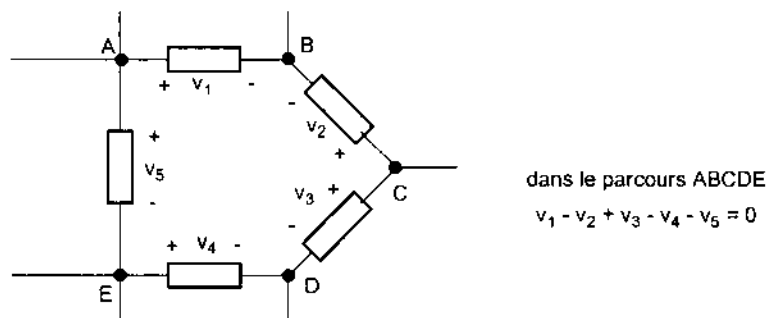 A
B
+ v₁ -
- v₂ +
+
v₅
-
v₃ +
-
C
+ v₄ -
E
D
dans le parcours ABCDE
v₁ - v₂ + v₃ - v₄ - v₅ = 0